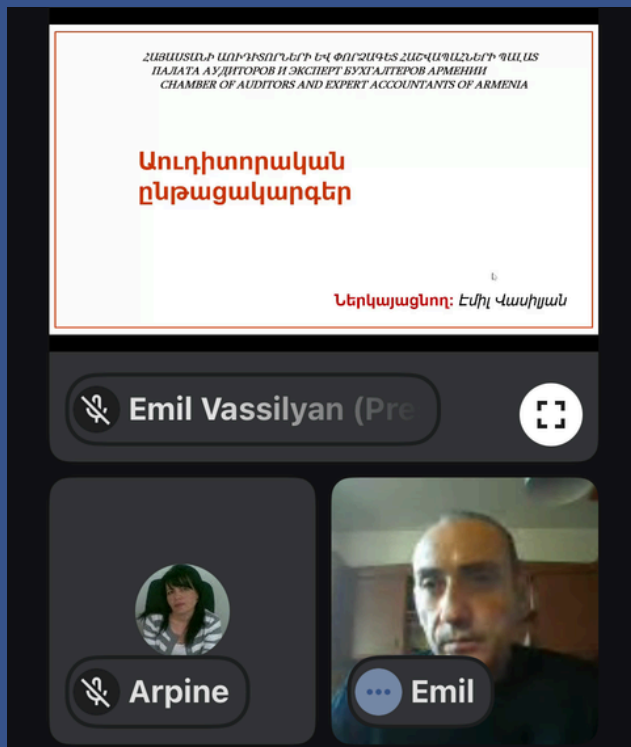 ՀԱՅԱՍՏԱՆԻ ԱՈՒԴԻՏՈՐՆԵՐԻ ԵՎ ՓՈՐՁԱԳԵՏ ՀԱՇՎԱՊԱՀՆԵՐԻ ՊԱԼԱՏ
ПАЛАТА АУДИТОРОВ И ЭКСПЕРТ БУХГАЛТЕРОВ АРМЕНИИ
CHAMBER OF AUDITORS AND EXPERT ACCOUNTANTS OF ARMENIA
Աուդիտորական
ընթացակարգեր
Ներկայացնող: Էմիլ Վասիլյան
Emil Vassilyan (Pre
Arpine
Emil